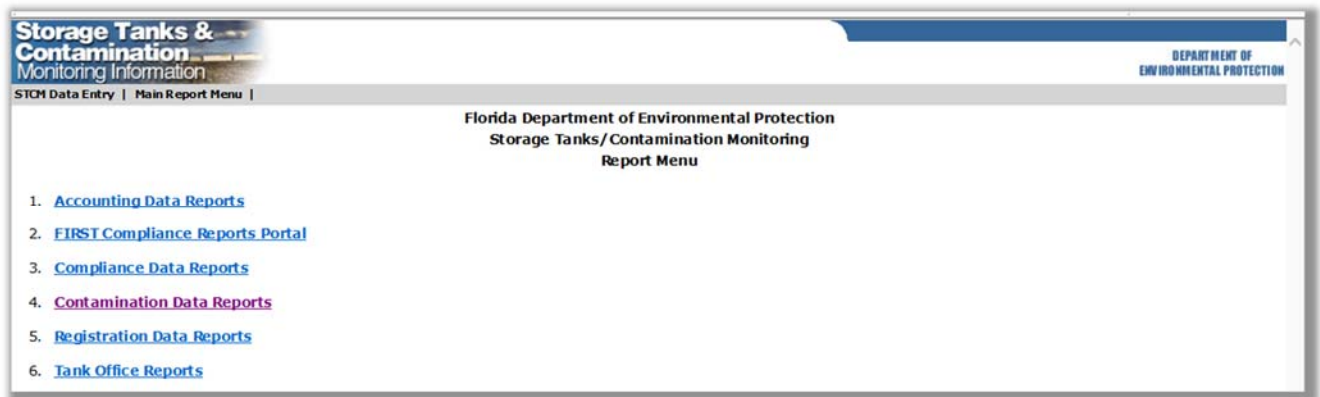 Storage Tanks &
Contamination
Monitoring Information
DEPARTMENT OF
ENVIRONMENTAL PROTECTION
STCM Data Entry | Main Report Menu |
Florida Department of Environmental Protection
Storage Tanks/Contamination Monitoring
Report Menu
1. Accounting Data Reports
2. FIRST Compliance Reports Portal
3. Compliance Data Reports
4. Contamination Data Reports
5. Registration Data Reports
6. Tank Office Reports